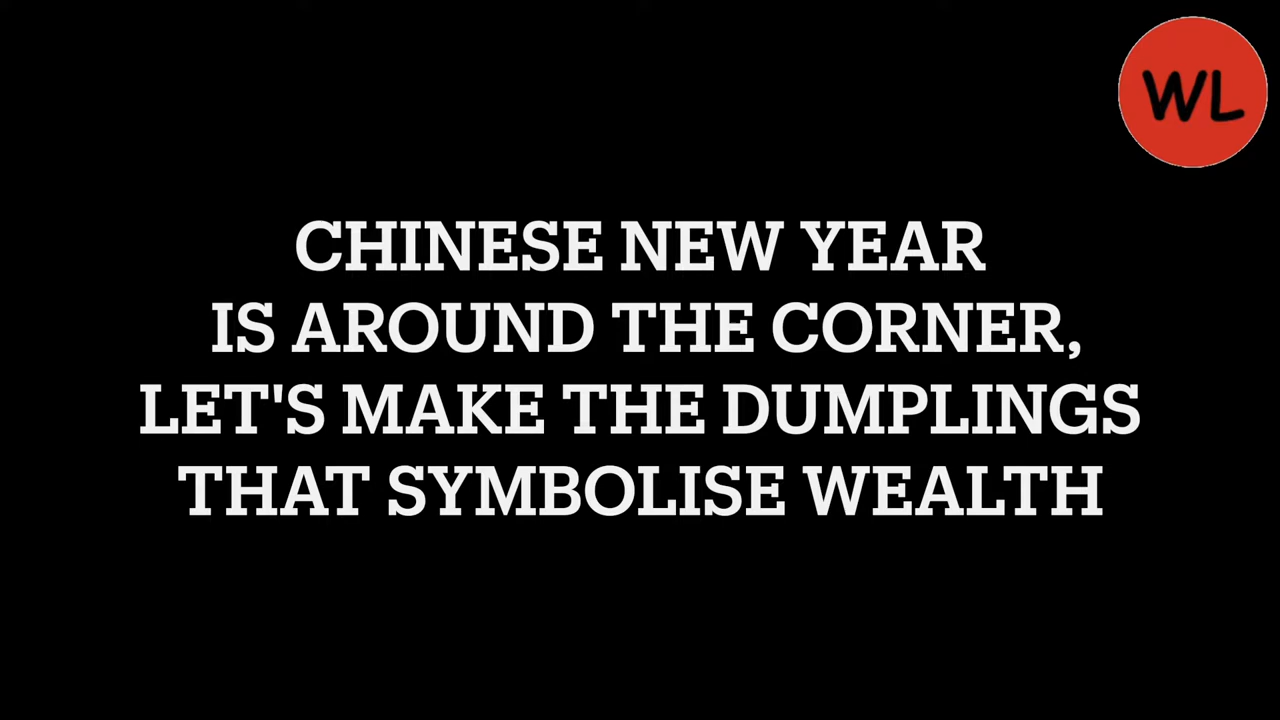 WL
CHINESE NEW YEAR
IS AROUND THE CORNER,
LET'S MAKE THE DUMPLINGS
THAT SYMBOLISE WEALTH